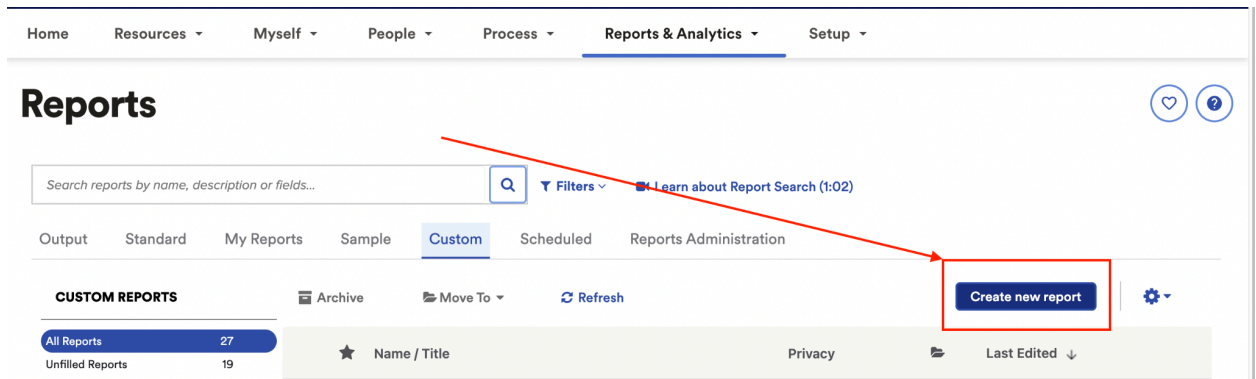 Home Resources Myself People Process Reports & Analytics Setup
Reports
Search reports by name, description or fields... Filters Learn about Report Search (1:02)
Output Standard My Reports Sample Custom Scheduled Reports Administration
CUSTOM REPORTS Archive Move To Refresh Create new report
All Reports 27
Name / Title Privacy Last Edited
Unfilled Reports 19